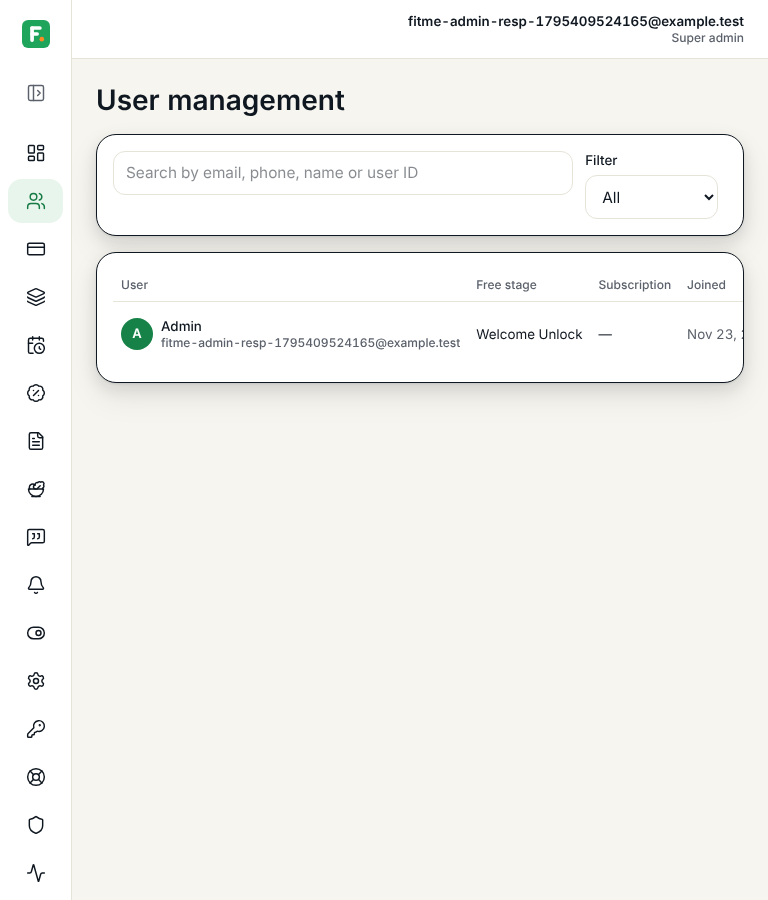 F.
fitme-admin-resp-1795409524165@example.test
Super admin
User management
Search by email, phone, name or user ID
Filter
All
User Free stage Subscription Joined
A Admin
fitme-admin-resp-1795409524165@example.test
Welcome Unlock — Nov 23,